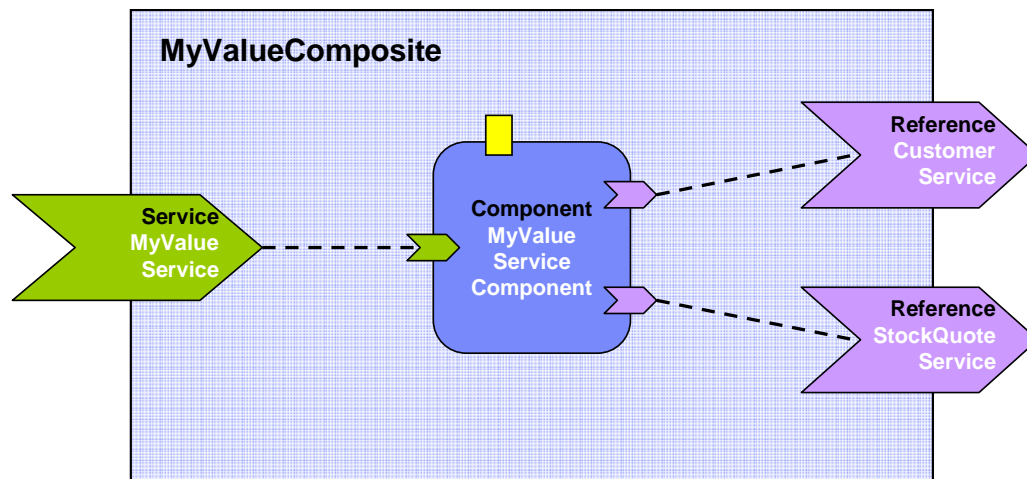 MyValueComposite
Service
MyValue
Service
Component
MyValue
Service
Component
Reference
Customer
Service
Reference
StockQuote
Service